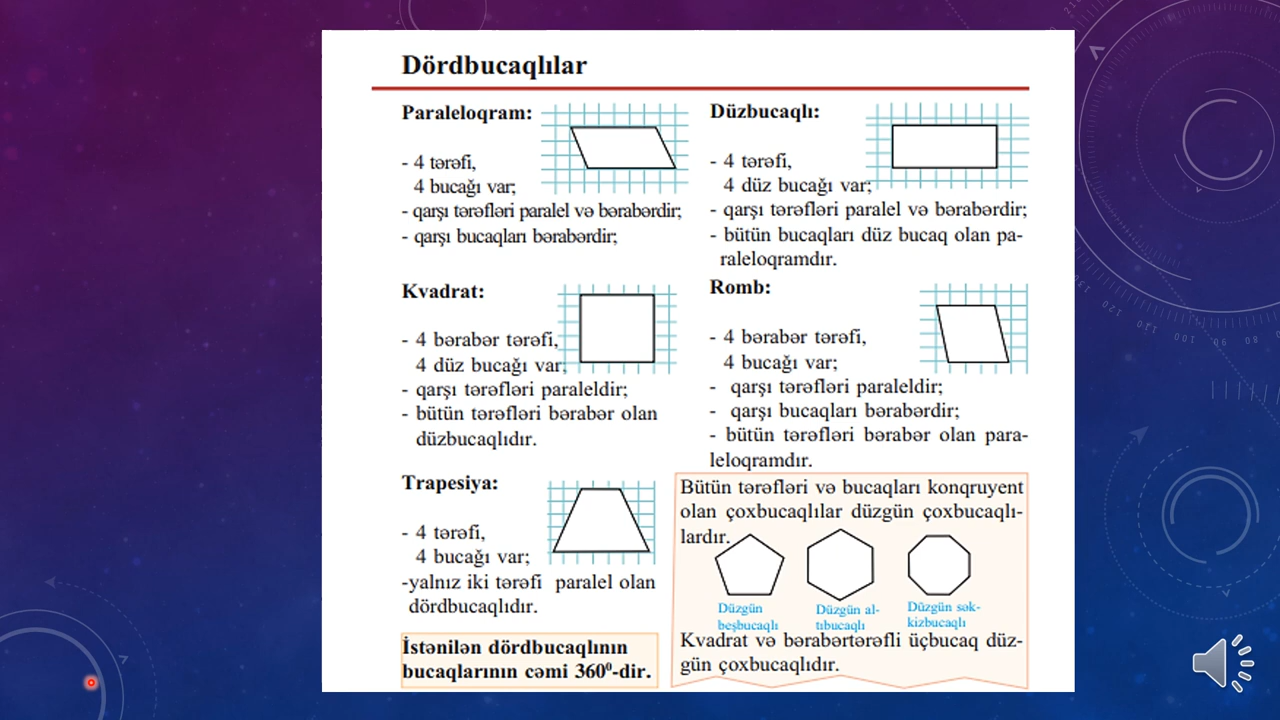 Dördbucaqlılar
Paraleloqram:
- 4 tərəfi,
4 bucağı var;
- qarşı tərəfləri paralel və bərabərdir;
- qarşı bucaqları bərabərdir;
Düzbucaqlı:
- 4 tərəfi,
4 düz bucağı var;
- qarşı tərəfləri paralel və bərabərdir;
- bütün bucaqları düz bucaq olan pa-
raleloqramdır.
Kvadrat:
- 4 bərabər tərəfi,
4 düz bucağı var;
- qarşı tərəfləri paraleldir;
- bütün tərəfləri bərabər olan
düzbucaqlıdır.
Romb:
- 4 bərabər tərəfi,
4 bucağı var;
- qarşı tərəfləri paraleldir;
- qarşı bucaqları bərabərdir;
- bütün tərəfləri bərabər olan para-
leloqramdır.
Trapesiya:
- 4 tərəfi,
4 bucağı var;
-yalnız iki tərəfi paralel olan
dördbucaqlıdır.
İstənilən dördbucaqlının
bucaqlarının cəmi 360⁰-dir.
Bütün tərəfləri və bucaqları konqruyent
olan çoxbucaqlılar düzgün çoxbucaqlı-
lardır.
Düzgün
beşbucaqlı
Düzgün al-
tıbucaqlı
Düzgün sək-
kizbucaqlı
Kvadrat və bərabərtərəfli üçbucaq düz-
gün çoxbucaqlıdır.